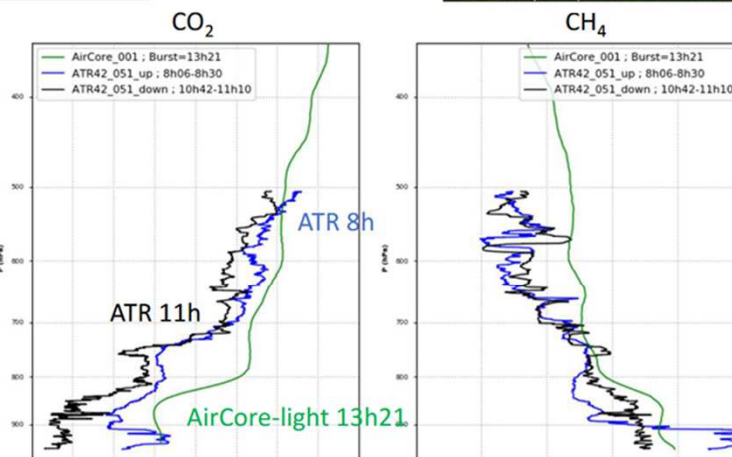 CO2
AirCore_001 ; Burst=13h21
ATR42_051_up ; 8h06-8h30
ATR42_051_down ; 10h42-11h10
400
500
600
700
800
900
P (hPa)
ATR 8h
ATR 11h
AirCore-light 13h21
CH4
AirCore_001 ; Burst=13h21
ATR42_051_up ; 8h06-8h30
ATR42_051_down ; 10h42-11h10
400
500
600
700
800
900
P (hPa)